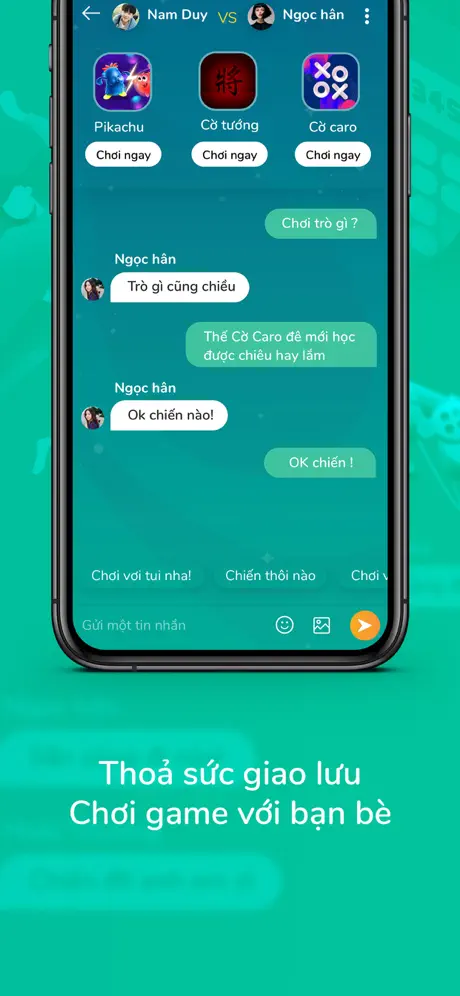 Nam Duy VS Ngọc hân
Pikachu
Cờ tướng
Cờ caro
Chơi ngay
Chơi ngay
Chơi ngay
Chơi trò gì ?
Ngọc hân
Trò gì cũng chiều
Thế Cờ Caro đê mới học
được chiêu hay lắm
Ngọc hân
Ok chiến nào!
OK chiến !
Chơi vơi tui nha!
Chiến thôi nào
Chơi v
Gửi một tin nhắn
Thoả sức giao lưu
Chơi game với bạn bè